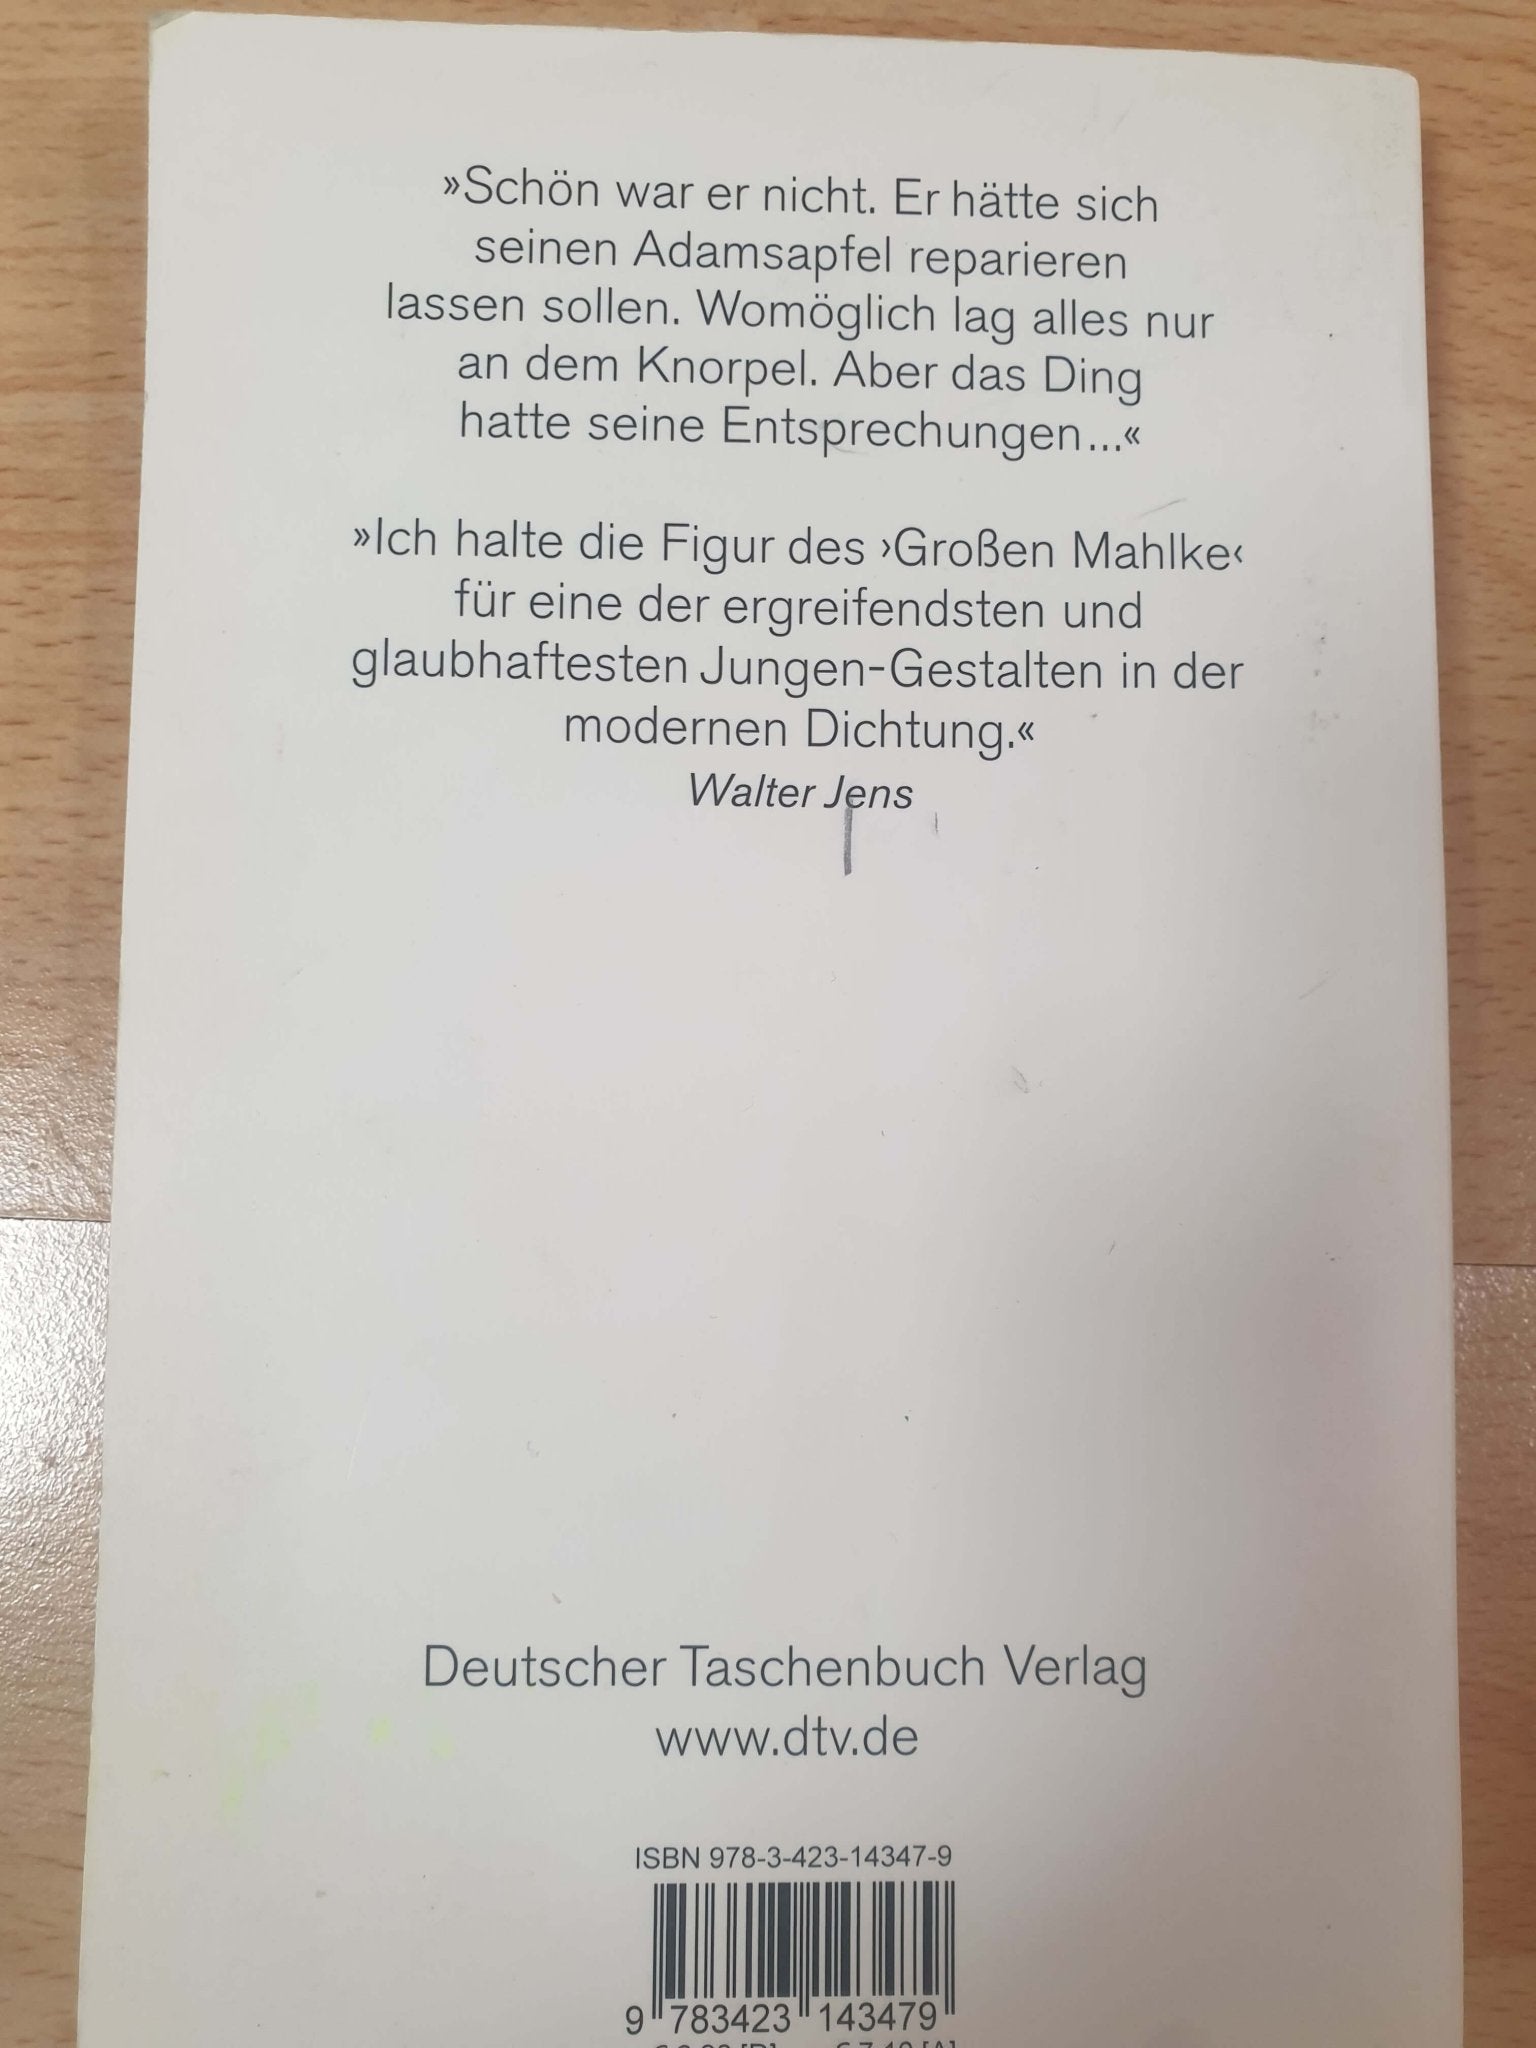 »Schön war er nicht. Er hätte sich
seinen Adamsapfel reparieren
lassen sollen. Womöglich lag alles nur
an dem Knorpel. Aber das Ding
hatte seine Entsprechungen...«
»Ich halte die Figur des ›Großen Mahlke‹
für eine der ergreifendsten und
glaubhaftesten Jungen-Gestalten in der
modernen Dichtung.«
Walter Jens
Deutscher Taschenbuch Verlag
www.dtv.de
ISBN 978-3-423-14347-9
9 783423 143479